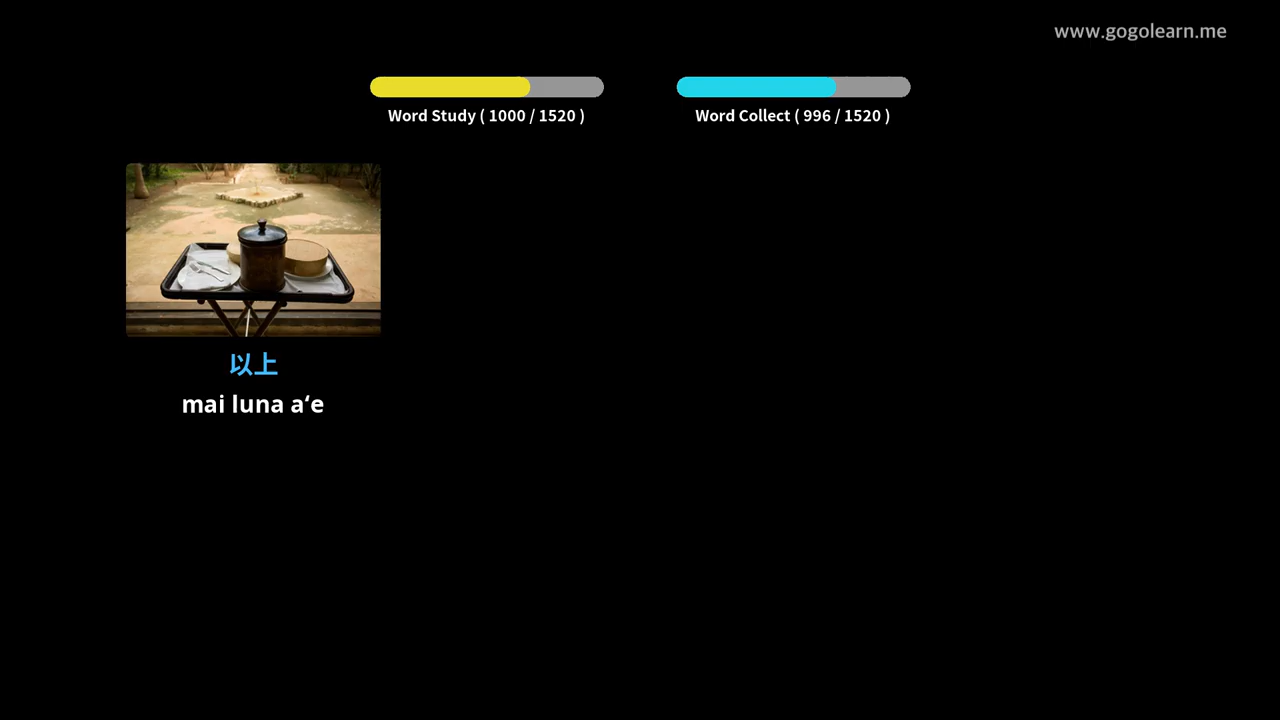 www.gogolearn.me
Word Study ( 1000 / 1520 )
Word Collect ( 996 / 1520 )
以上
mai luna aʻe